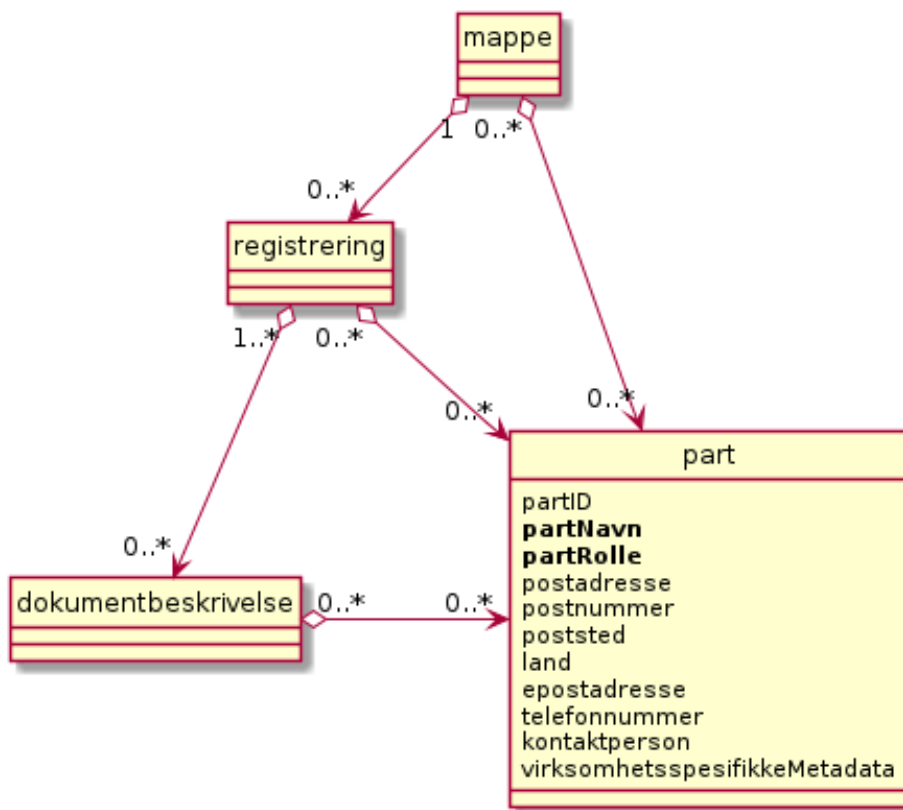 mappe
1 0..*
0..*
registrering
1..* 0..*
0..*
0..*
part
partID
partNavn
partRolle
postadresse
postnummer
poststed
land
epostadresse
telefonnummer
kontaktperson
virksomhetsspesifikkeMetadata
0..*
dokumentbeskrivelse
0..* 0..*